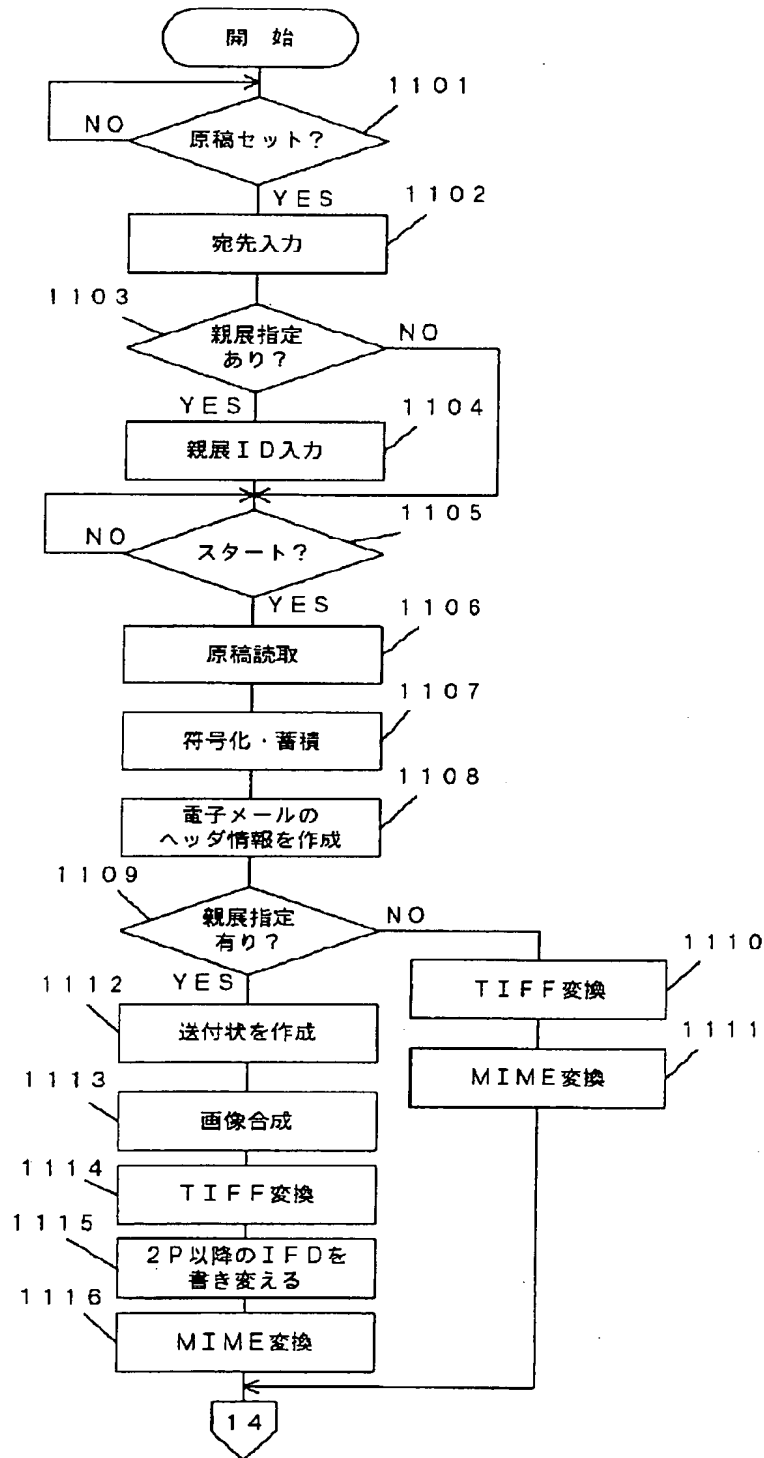 開 始
1101
原稿セット?
NO
YES
1102
宛先入力
1103
親展指定
あり?
NO
YES
1104
親展ID入力
1105
スタート?
NO
YES
1106
原稿読取
1107
符号化・蓄積
1108
電子メールの
ヘッダ情報を作成
1109
親展指定
有り?
NO
YES
1110
TIFF変換
1111
MIME変換
1112
送付状を作成
1113
画像合成
1114
TIFF変換
1115
2P以降のIFDを
書き変える
1116
MIME変換
14